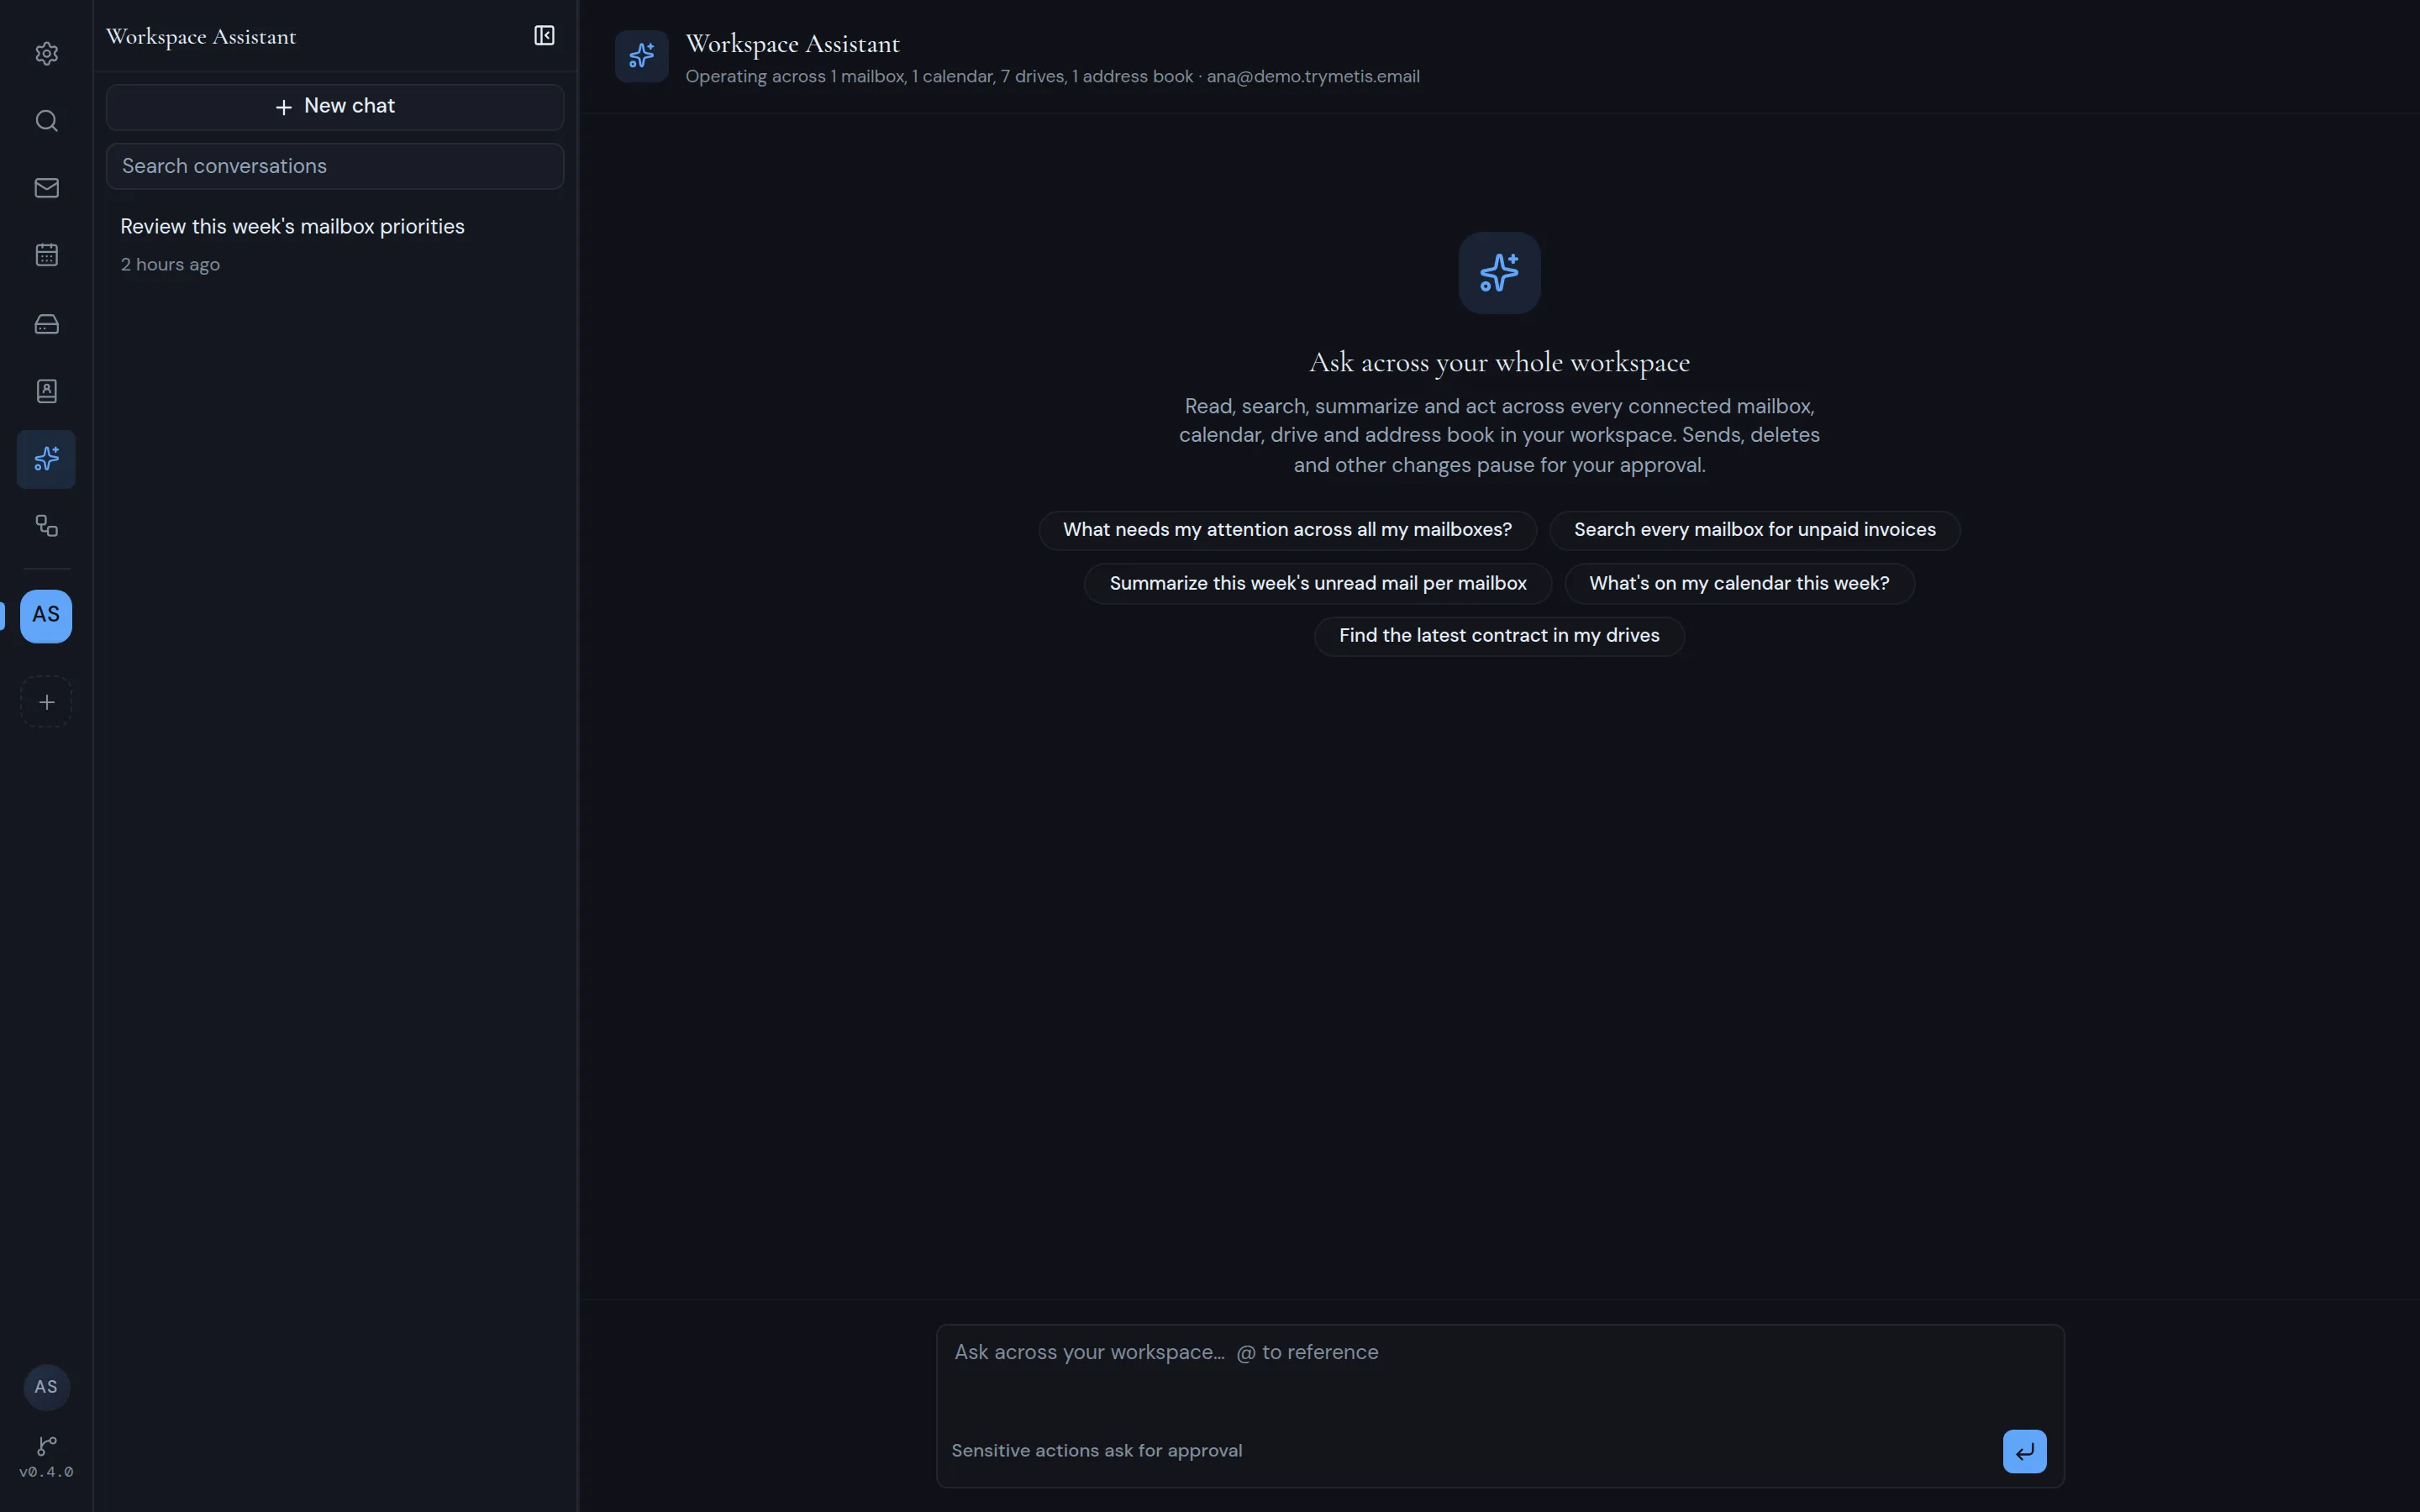 Workspace Assistant
New chat
Search conversations
Review this week's mailbox priorities
2 hours ago
AS
AS
v0.4.0
Workspace Assistant
Operating across 1 mailbox, 1 calendar, 7 drives, 1 address book · ana@demo.trymetis.email
Ask across your whole workspace
Read, search, summarize and act across every connected mailbox,
calendar, drive and address book in your workspace. Sends, deletes
and other changes pause for your approval.
What needs my attention across all my mailboxes?
Search every mailbox for unpaid invoices
Summarize this week's unread mail per mailbox
What's on my calendar this week?
Find the latest contract in my drives
Ask across your workspace... @ to reference
Sensitive actions ask for approval